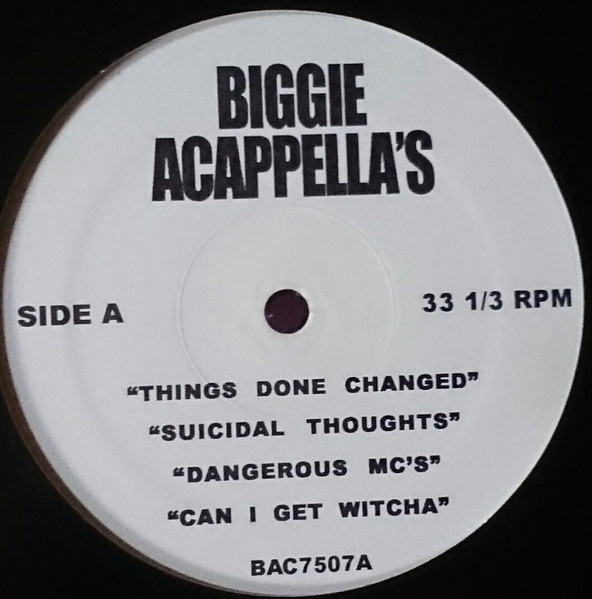 BIGGIE
ACAPPELLA'S
SIDE A
33 1/3 RPM
“THINGS DONE CHANGED”
“SUICIDAL THOUGHTS”
“DANGEROUS MC'S”
“CAN I GET WITCHA”
BAC7507A